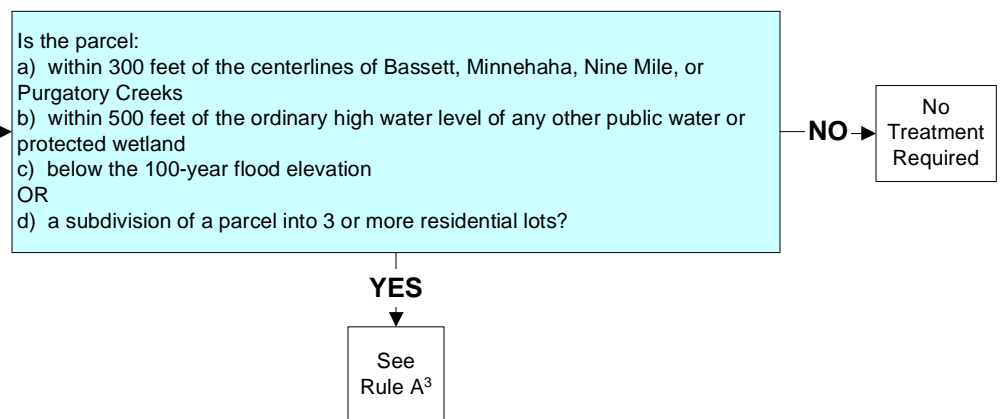 Is the parcel:
a)  within 300 feet of the centerlines of Bassett, Minnehaha, Nine Mile, or
Purgatory Creeks
b)  within 500 feet of the ordinary high water level of any other public water or
protected wetland
c)  below the 100-year flood elevation
OR
d)  a subdivision of a parcel into 3 or more residential lots?
NO
No
Treatment
Required
YES
See
Rule A³